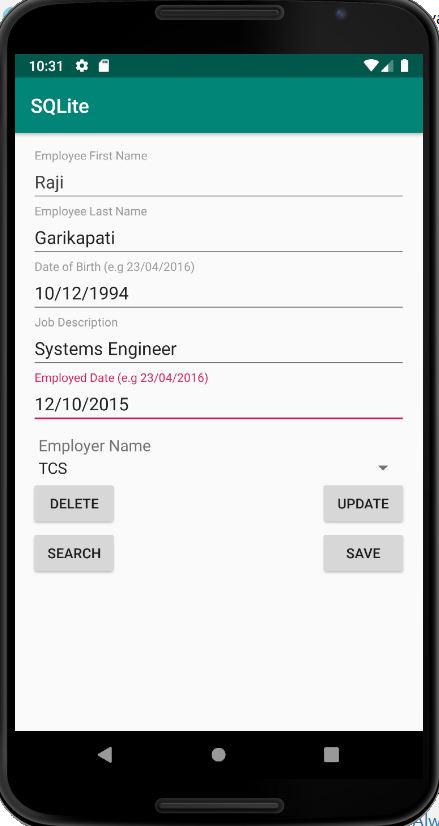 10:31
SQLite
Employee First Name
Raji
Employee Last Name
Garikapati
Date of Birth (e.g 23/04/2016)
10/12/1994
Job Description
Systems Engineer
Employed Date (e.g 23/04/2016)
12/10/2015
Employer Name
TCS
DELETE UPDATE
SEARCH SAVE